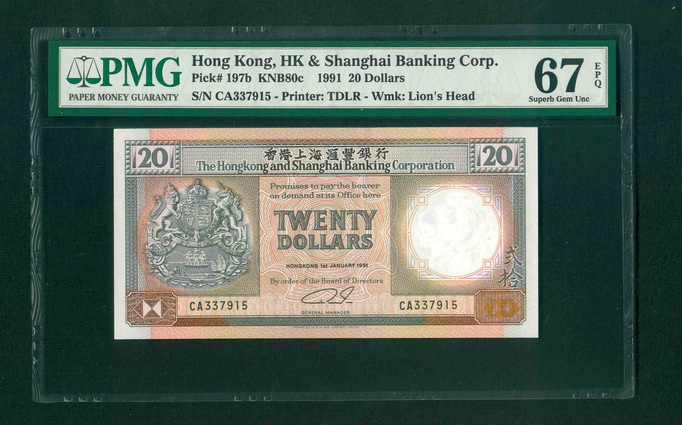 PMG
PAPER MONEY GUARANTY
Hong Kong, HK & Shanghai Banking Corp.
Pick# 197b KNB80c 1991 20 Dollars
S/N CA337915 - Printer: TDLR - Wmk: Lion's Head
67 EPQ
Superb Gem Unc
20 香港上海滙豐銀行 20
The Hongkong and Shanghai Banking Corporation
Promises to pay the bearer
on demand at its Office here
TWENTY
DOLLARS
HONGKONG 1st JANUARY 1991
By order of the Board of Directors
貳拾
CA337915 CA337915
GENERAL MANAGER